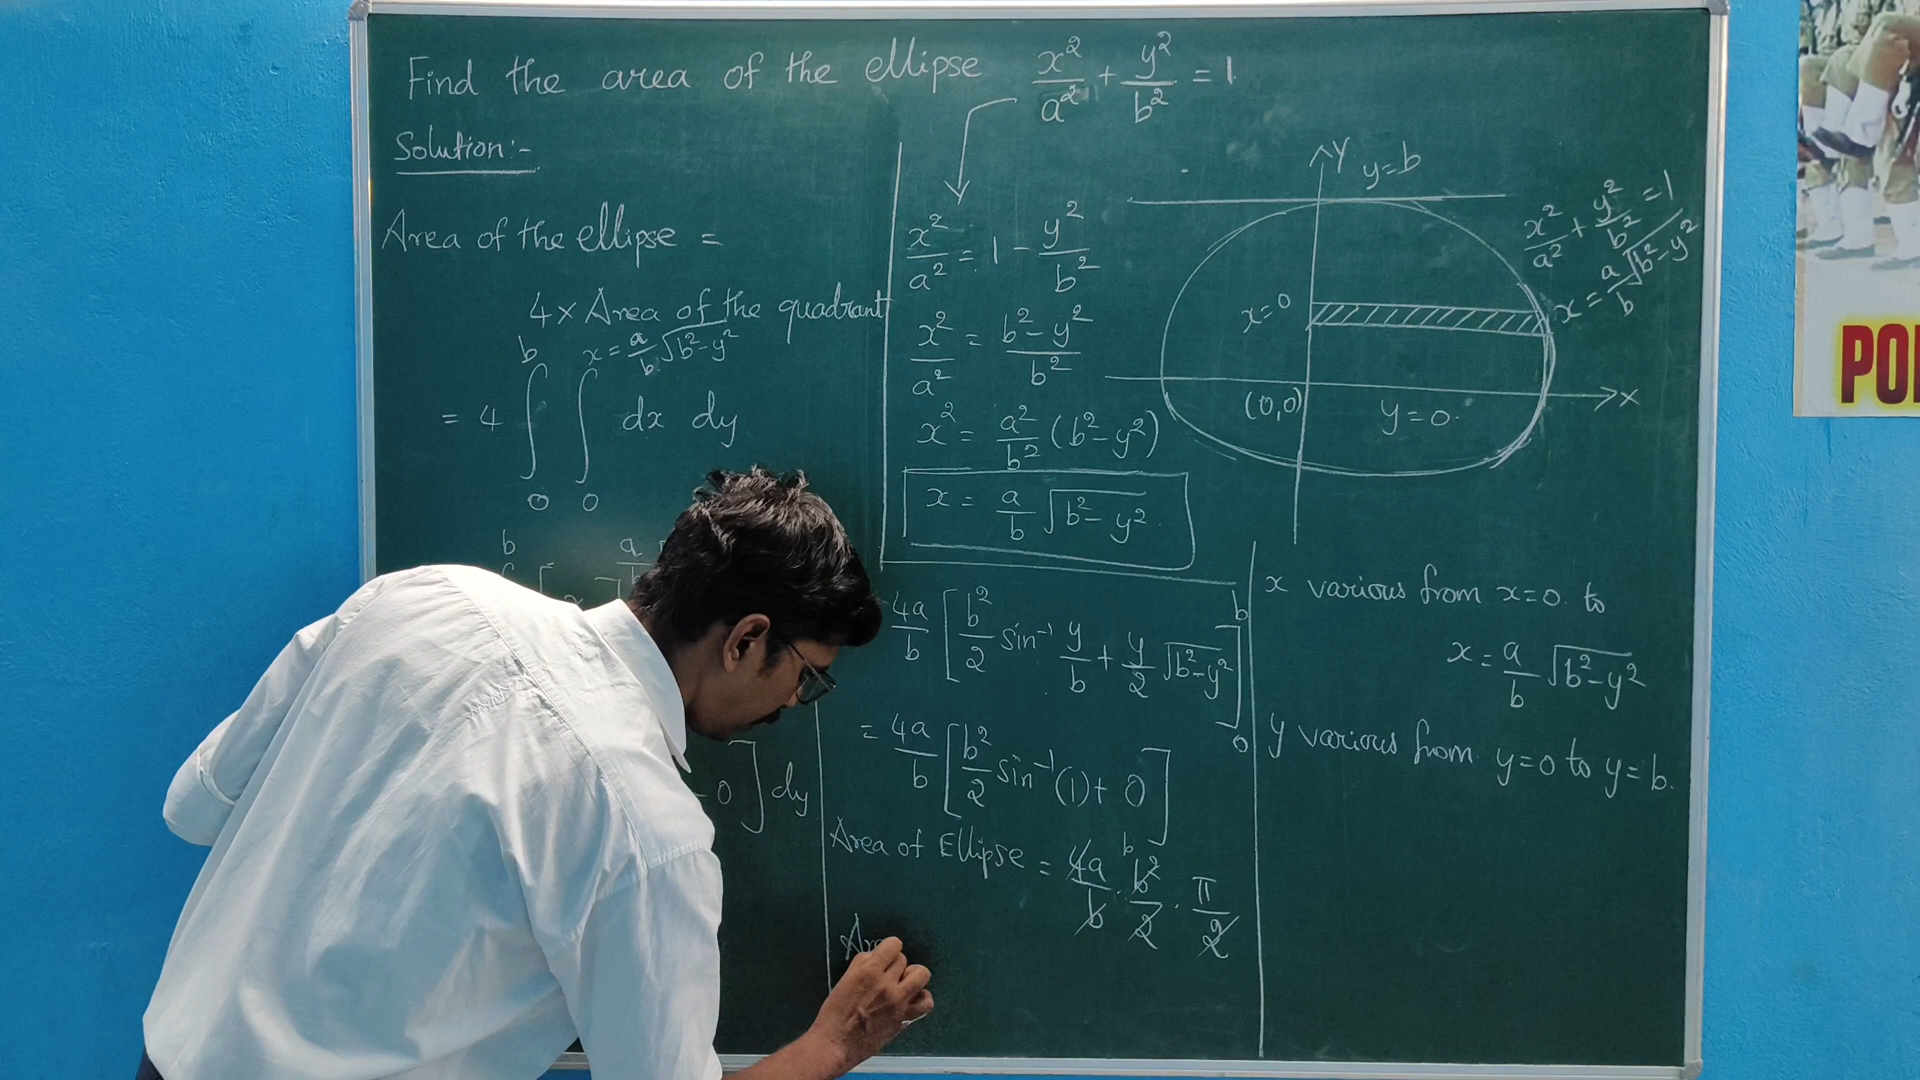 Find the area of the ellipse x²/a² + y²/b² = 1
Solution:-
Area of the ellipse =
4 x Area of the quadrant
= 4 ∫₀ᵇ ∫₀^(x = a/b √(b²-y²)) dx dy
b a
- 0 ] dy
x²/a² = 1 - y²/b²
x²/a² = (b² - y²)/b²
x² = a²/b² (b² - y²)
x = a/b √(b² - y²)
4a/b [ b²/2 sin⁻¹ y/b + y/2 √(b²-y²) ]₀ᵇ
= 4a/b [ b²/2 sin⁻¹(1) + 0 ]
Area of Ellipse = 4a/b · b b²/2 · π/2
Are
Y y=b
x²/a² + y²/b² = 1
x = a/b √(b²-y²)
x=0
(0,0) y=0 x
x various from x=0 to
x = a/b √(b²-y²)
y various from y=0 to y=b.